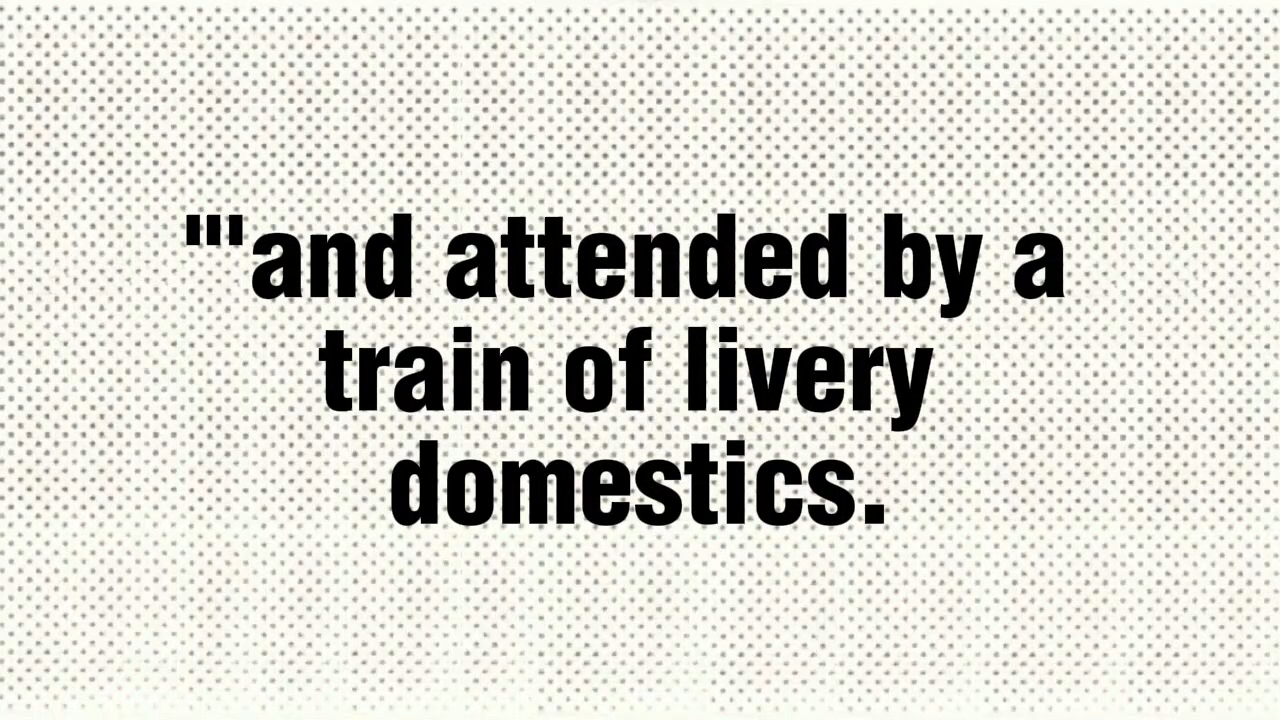 "'and attended by a
train of livery
domestics.